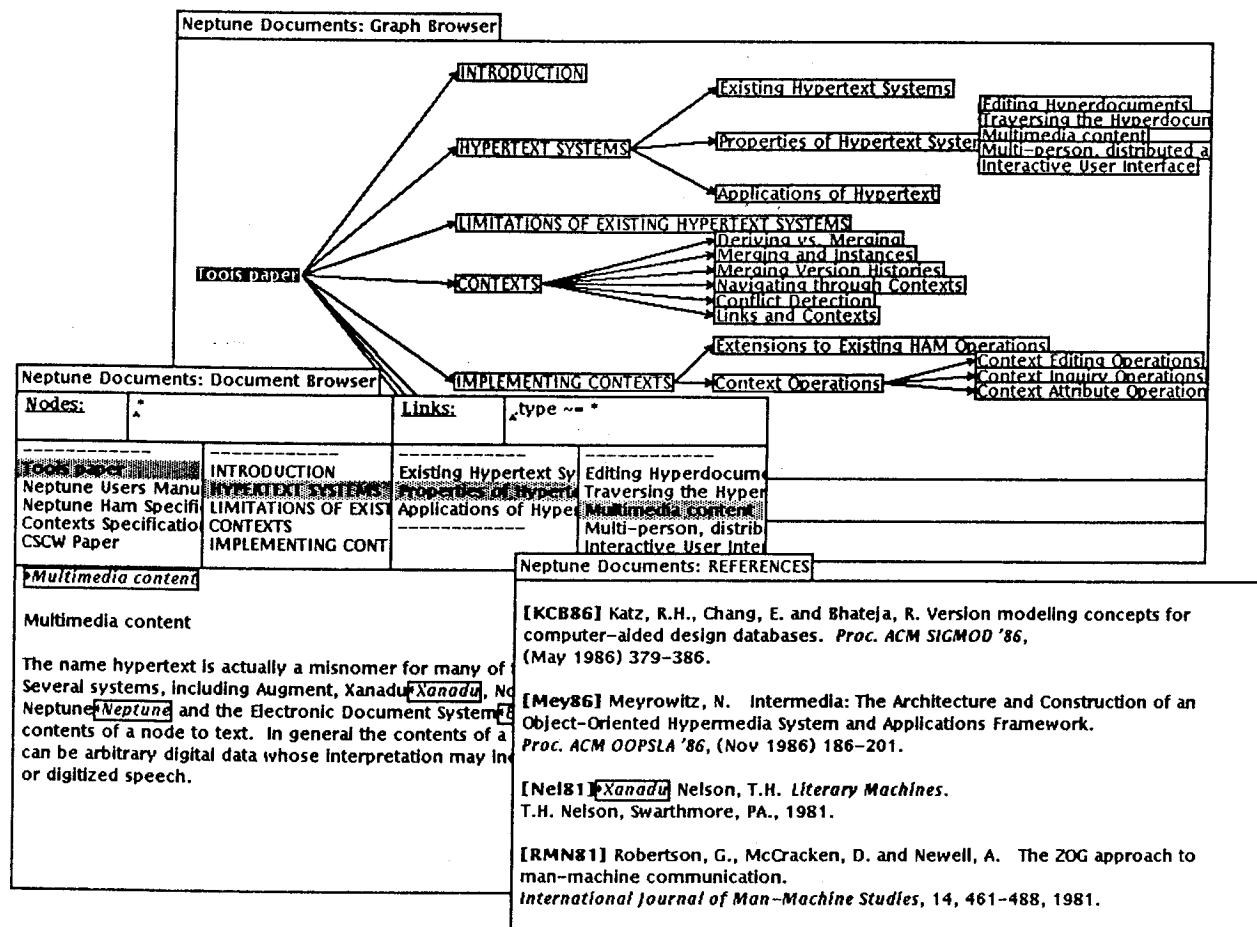 Neptune Documents: Graph Browser
INTRODUCTION
Existing Hypertext Systems
Editing Hyperdocuments
Traversing the Hyperdocun
HYPERTEXT SYSTEMS
Properties of Hypertext System
Multimedia content
Multi-person, distributed a
Interactive User Interface
Applications of Hypertext
LIMITATIONS OF EXISTING HYPERTEXT SYSTEMS
Deriving vs. Merging
Merging and Instances
Tools paper
Merging Version Histories
CONTEXTS
Navigating through Contexts
Conflict Detection
Links and Contexts
Extensions to Existing HAM Operations
IMPLEMENTING CONTEXTS
Context Operations
Context Editing Operations
Context Inquiry Operations
Context Attribute Operation
Neptune Documents: Document Browser
Nodes:
*
Links:
type ~= *
Tools paper
Neptune Users Manu
Neptune Ham Specifi
Contexts Specificatio
CSCW Paper
INTRODUCTION
HYPERTEXT SYSTEMS
LIMITATIONS OF EXIST
CONTEXTS
IMPLEMENTING CONT
Existing Hypertext Sy
Properties of Hyperte
Applications of Hyper
Editing Hyperdocume
Traversing the Hyper
Multimedia content
Multi-person, distrib
Interactive User Inte
Multimedia content
Multimedia content
The name hypertext is actually a misnomer for many of
Several systems, including Augment, Xanadu Xanadu, No
Neptune Neptune and the Electronic Document System
contents of a node to text. In general the contents of a
can be arbitrary digital data whose interpretation may in
or digitized speech.
Neptune Documents: REFERENCES
[KCB86] Katz, R.H., Chang, E. and Bhateja, R. Version modeling concepts for
computer-aided design databases. Proc. ACM SIGMOD '86,
(May 1986) 379-386.
[Mey86] Meyrowitz, N. Intermedia: The Architecture and Construction of an
Object-Oriented Hypermedia System and Applications Framework.
Proc. ACM OOPSLA '86, (Nov 1986) 186-201.
[Nel81] Xanadu Nelson, T.H. Literary Machines.
T.H. Nelson, Swarthmore, PA., 1981.
[RMN81] Robertson, G., McCracken, D. and Newell, A. The ZOG approach to
man-machine communication.
International Journal of Man-Machine Studies, 14, 461-488, 1981.